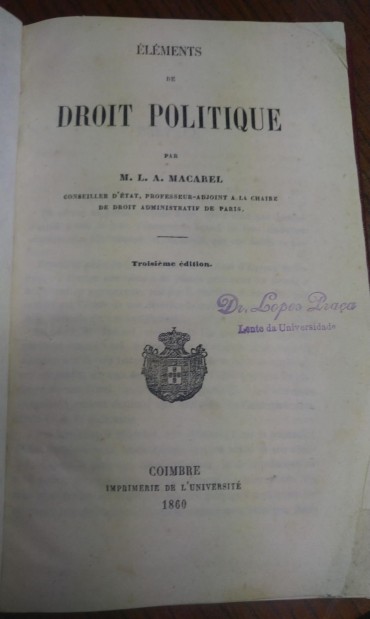 ÉLÉMENTS
DE
DROIT POLITIQUE
PAR
M. L. A. MACAREL
CONSEILLER D'ÉTAT, PROFESSEUR-ADJOINT A LA CHAIRE
DE DROIT ADMINISTRATIF DE PARIS.
Troisième édition.
Dr. Lopes Praça
Lente da Universidade
COIMBRE
IMPRIMERIE DE L'UNIVERSITÉ
1860